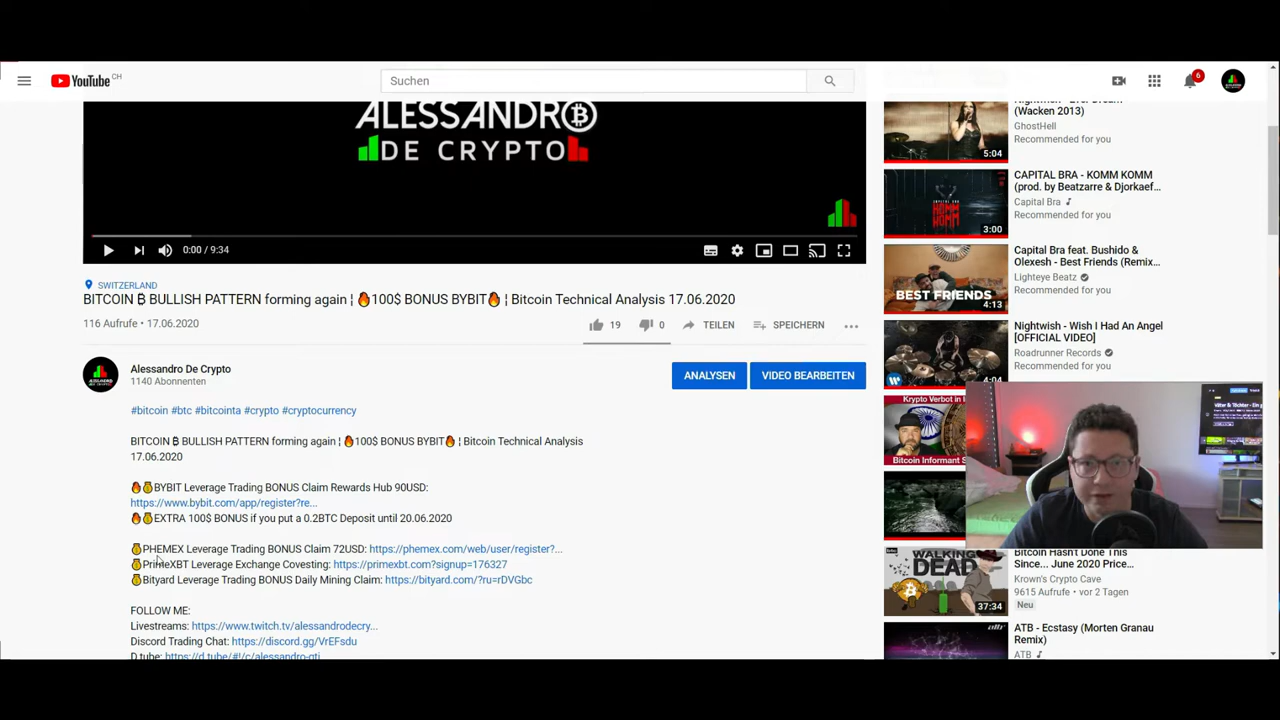 YouTube CH
Suchen
6
ALESSANDRO
DE CRYPTO
0:00 / 9:34
SWITZERLAND
BITCOIN ₿ BULLISH PATTERN forming again ¦ 🔥100$ BONUS BYBIT🔥 ¦ Bitcoin Technical Analysis 17.06.2020
116 Aufrufe • 17.06.2020
19
0
TEILEN
SPEICHERN
Alessandro De Crypto
1140 Abonnenten
ANALYSEN
VIDEO BEARBEITEN
#bitcoin #btc #bitcointa #crypto #cryptocurrency
BITCOIN ₿ BULLISH PATTERN forming again ¦ 🔥100$ BONUS BYBIT🔥 ¦ Bitcoin Technical Analysis
17.06.2020
🔥💰BYBIT Leverage Trading BONUS Claim Rewards Hub 90USD:
https://www.bybit.com/app/register?re...
🔥💰EXTRA 100$ BONUS if you put a 0.2BTC Deposit until 20.06.2020
💰PHEMEX Leverage Trading BONUS Claim 72USD: https://phemex.com/web/user/register?...
💰PrimeXBT Leverage Exchange Covesting: https://primexbt.com?signup=176327
💰Bityard Leverage Trading BONUS Daily Mining Claim: https://bityard.com/?ru=rDVGbc
FOLLOW ME:
Livestreams: https://www.twitch.tv/alessandrodecry...
Discord Trading Chat: https://discord.gg/VrEFsdu
D.tube: https://d.tube/#!/c/alessandro-gti
(Wacken 2013)
GhostHell
Recommended for you
5:04
CAPITAL BRA - KOMM KOMM
(prod. by Beatzarre & Djorkaef...
Capital Bra
Recommended for you
KOMM
KOMM
3:00
Capital Bra feat. Bushido &
Olexesh - Best Friends (Remix...
Lighteye Beatz
Recommended for you
BEST FRIENDS
4:13
Nightwish - Wish I Had An Angel
[OFFICIAL VIDEO]
Roadrunner Records
Recommended for you
4:04
Krypto Verbot in
Bitcoin Informant
Bitcoin Hasn't Done This
Since... June 2020 Price...
Krown's Crypto Cave
9615 Aufrufe • vor 2 Tagen
Neu
WALKING
DEAD
37:34
ATB - Ecstasy (Morten Granau
Remix)
ATB